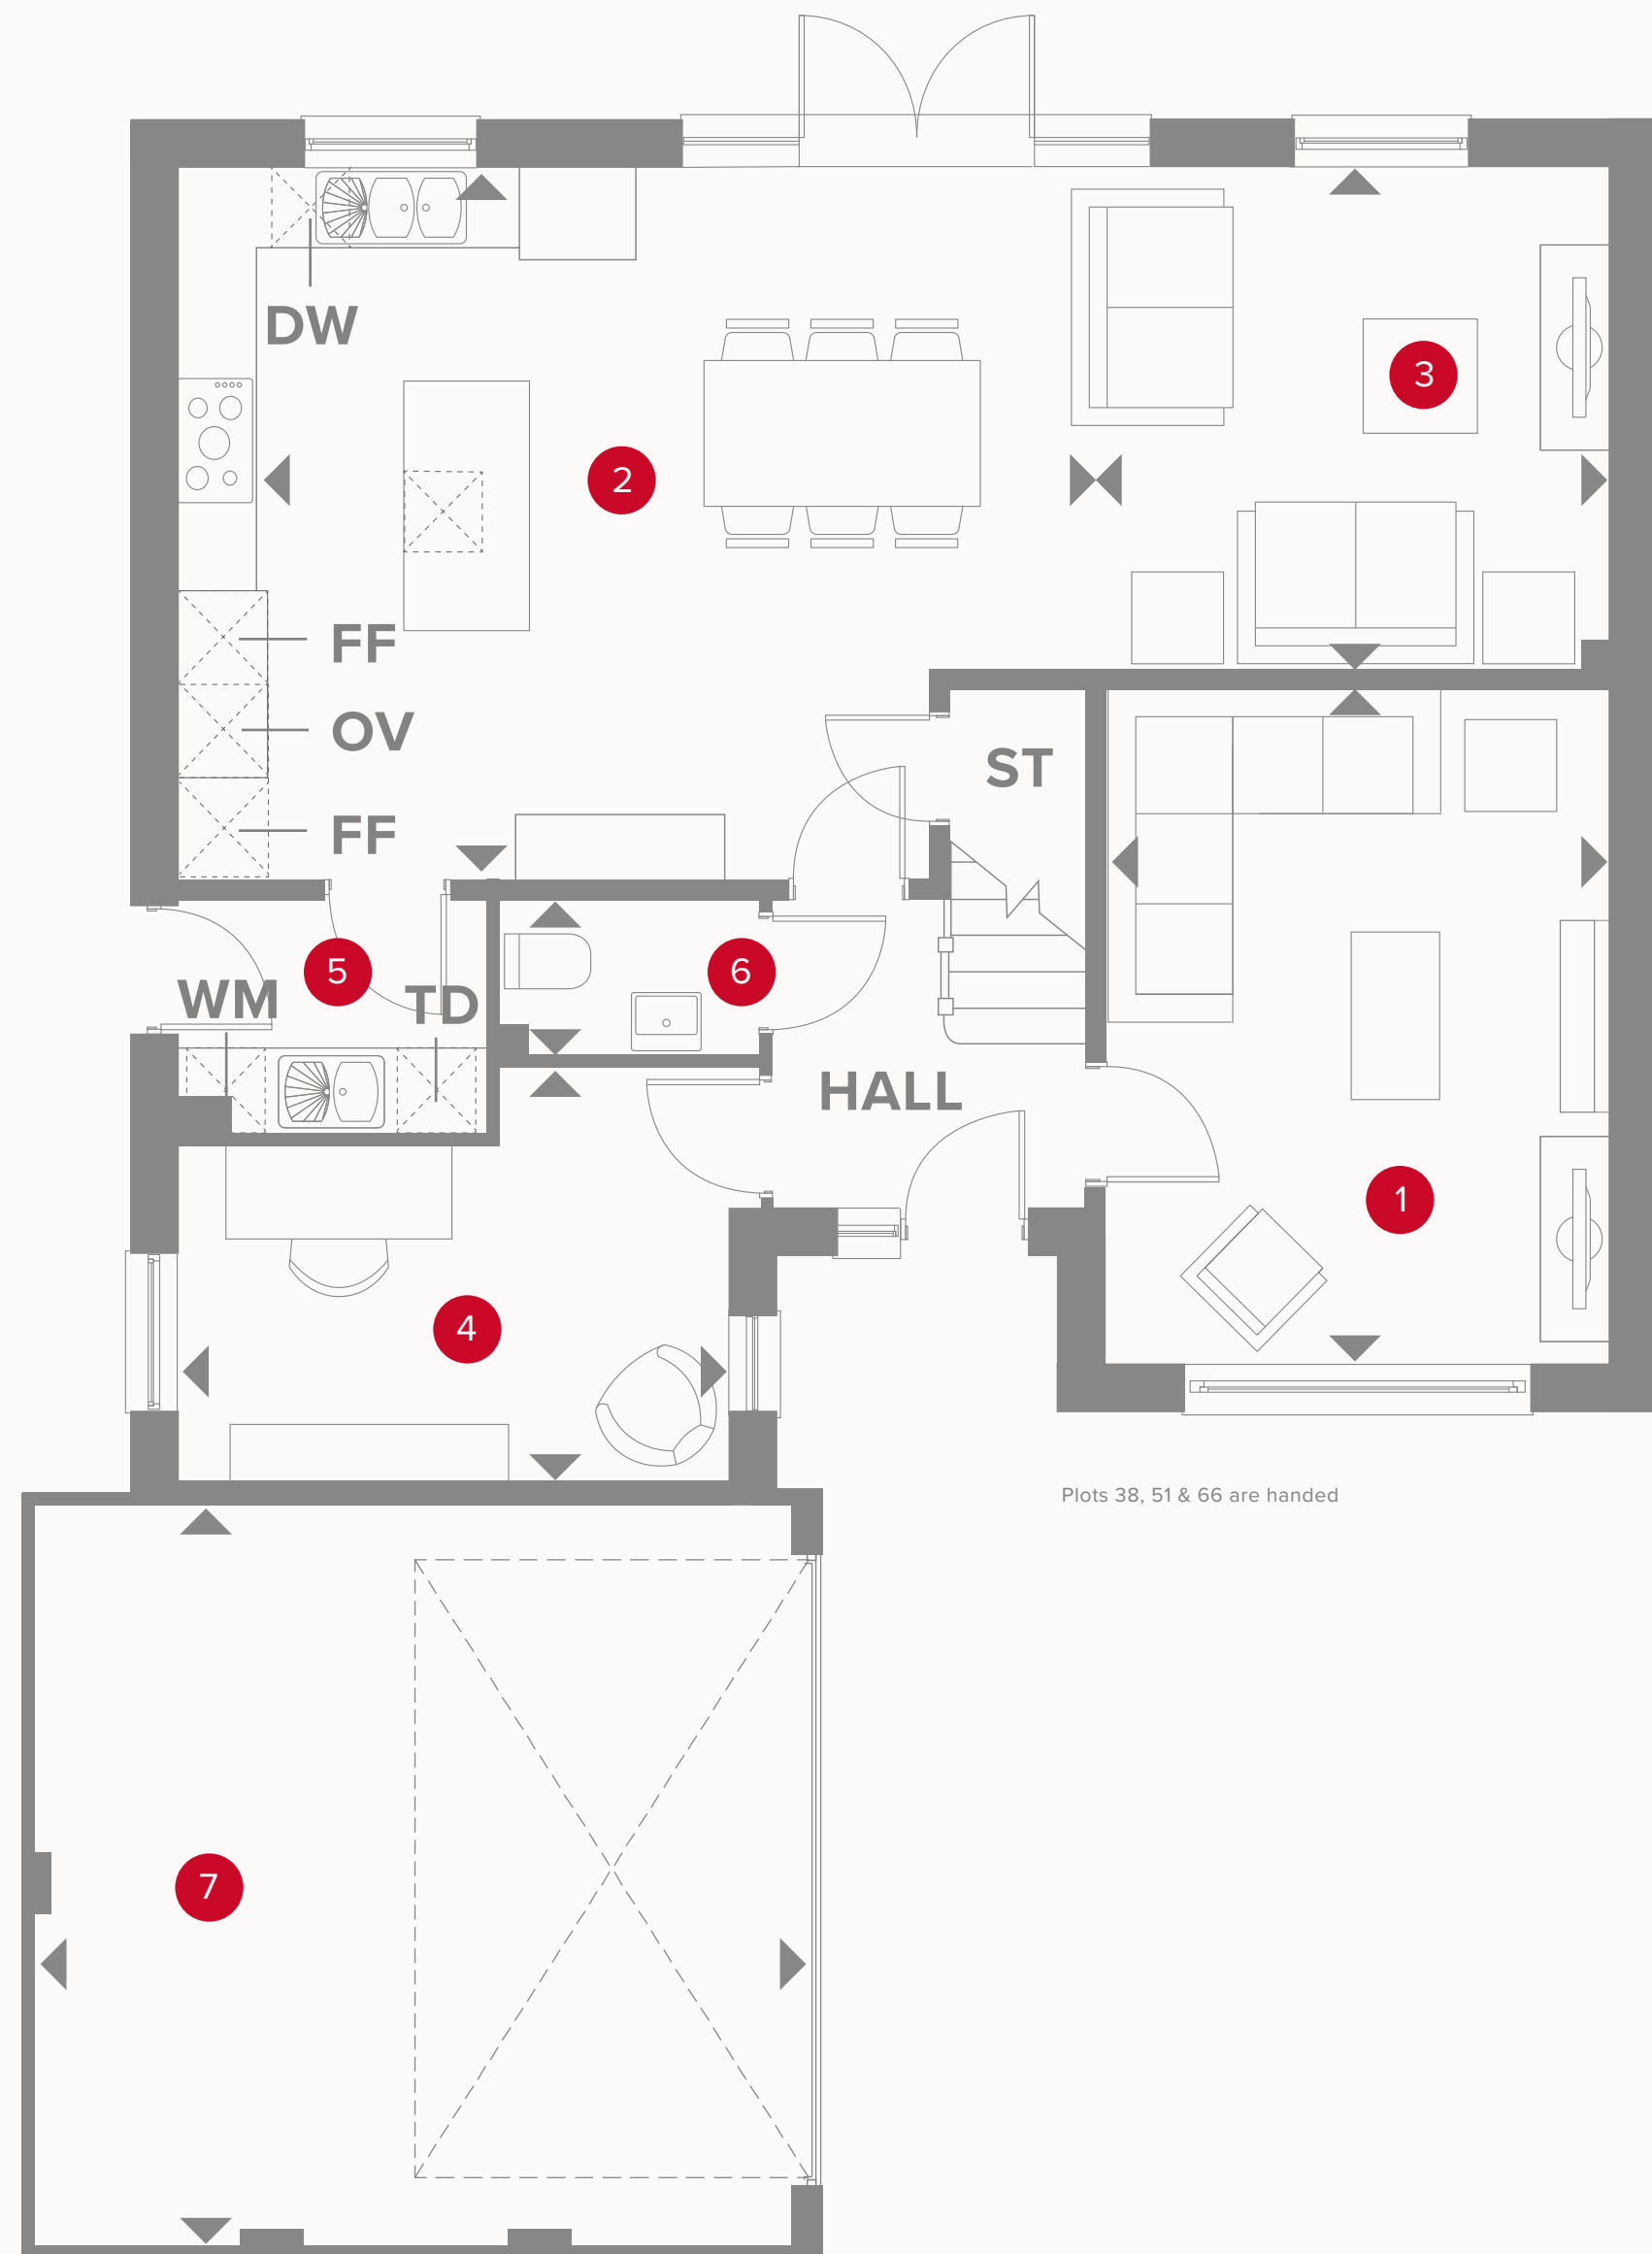 DW
3
2
FF
OV
ST
FF
5
6
WM
TD
HALL
1
4
Plots 38, 51 & 66 are handed
7